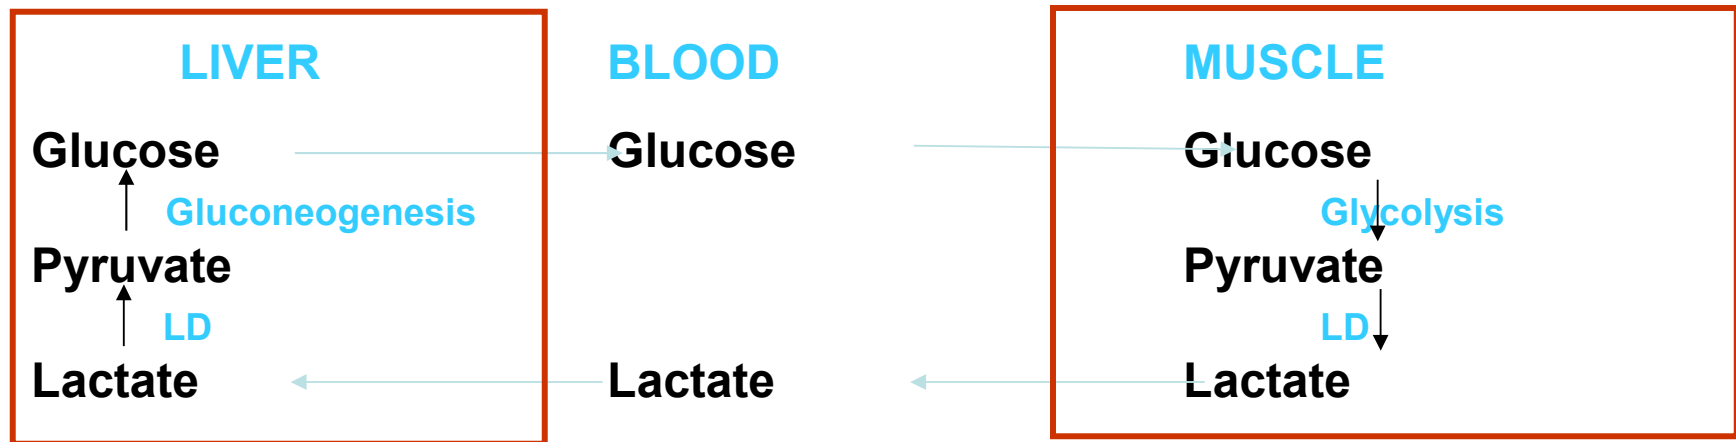 LIVER BLOOD MUSCLE
Glucose Glucose Glucose
Gluconeogenesis Glycolysis
Pyruvate Pyruvate
LD LD
Lactate Lactate Lactate